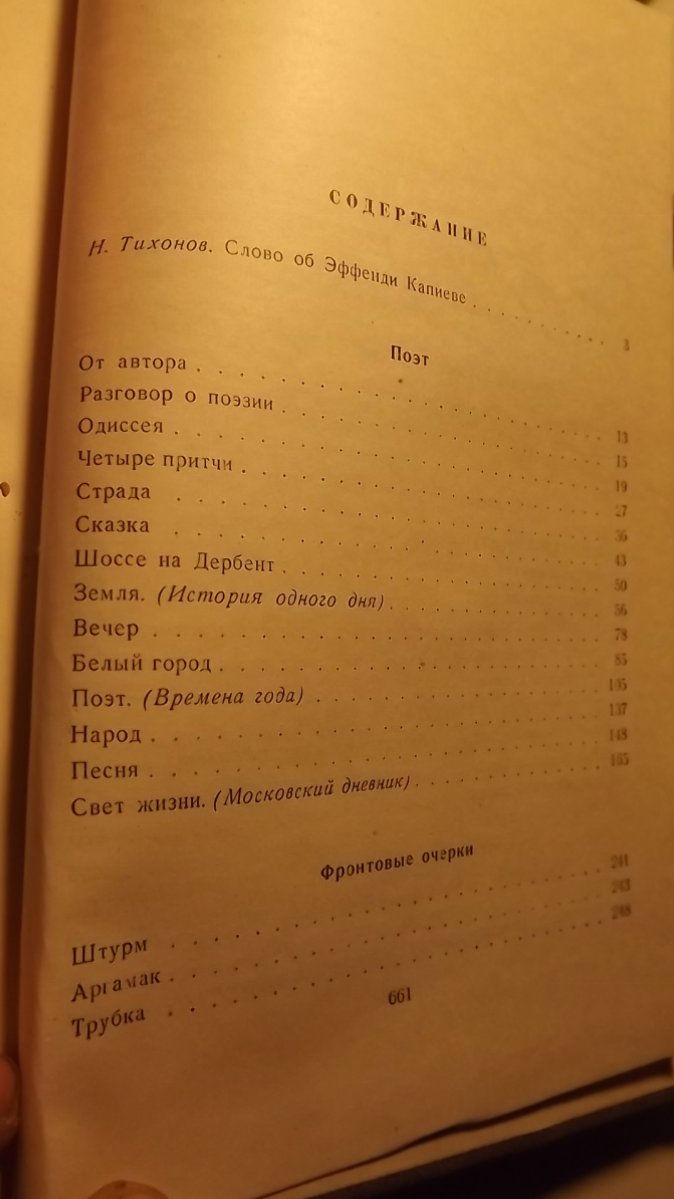 СОДЕРЖАНИЕ
Н. Тихонов. Слово об Эффенди Капиеве . . . . . . . . . . 3
Поэт
От автора . . . . . . . . . . . . . . . . 13
Разговор о поэзии . . . . . . . . . . . . . . . . 15
Одиссея . . . . . . . . . . . . . . . . 19
Четыре притчи . . . . . . . . . . . . . . . . 27
Страда . . . . . . . . . . . . . . . . 36
Сказка . . . . . . . . . . . . . . . . 43
Шоссе на Дербент . . . . . . . . . . . . . . . . 50
Земля. (История одного дня) . . . . . . . . . . . . 56
Вечер . . . . . . . . . . . . . . . . 78
Белый город . . . . . . . . . . . . . . . . 85
Поэт. (Времена года) . . . . . . . . . . . . . . 105
Народ . . . . . . . . . . . . . . . . 137
Песня . . . . . . . . . . . . . . . . 148
Свет жизни. (Московский дневник) . . . . . . . . . . 165
Фронтовые очерки
Штурм . . . . . . . . . . . . . . . . 241
Аргамак . . . . . . . . . . . . . . . . 243
Трубка . . . . . . . . . . . . . . . . 248
661